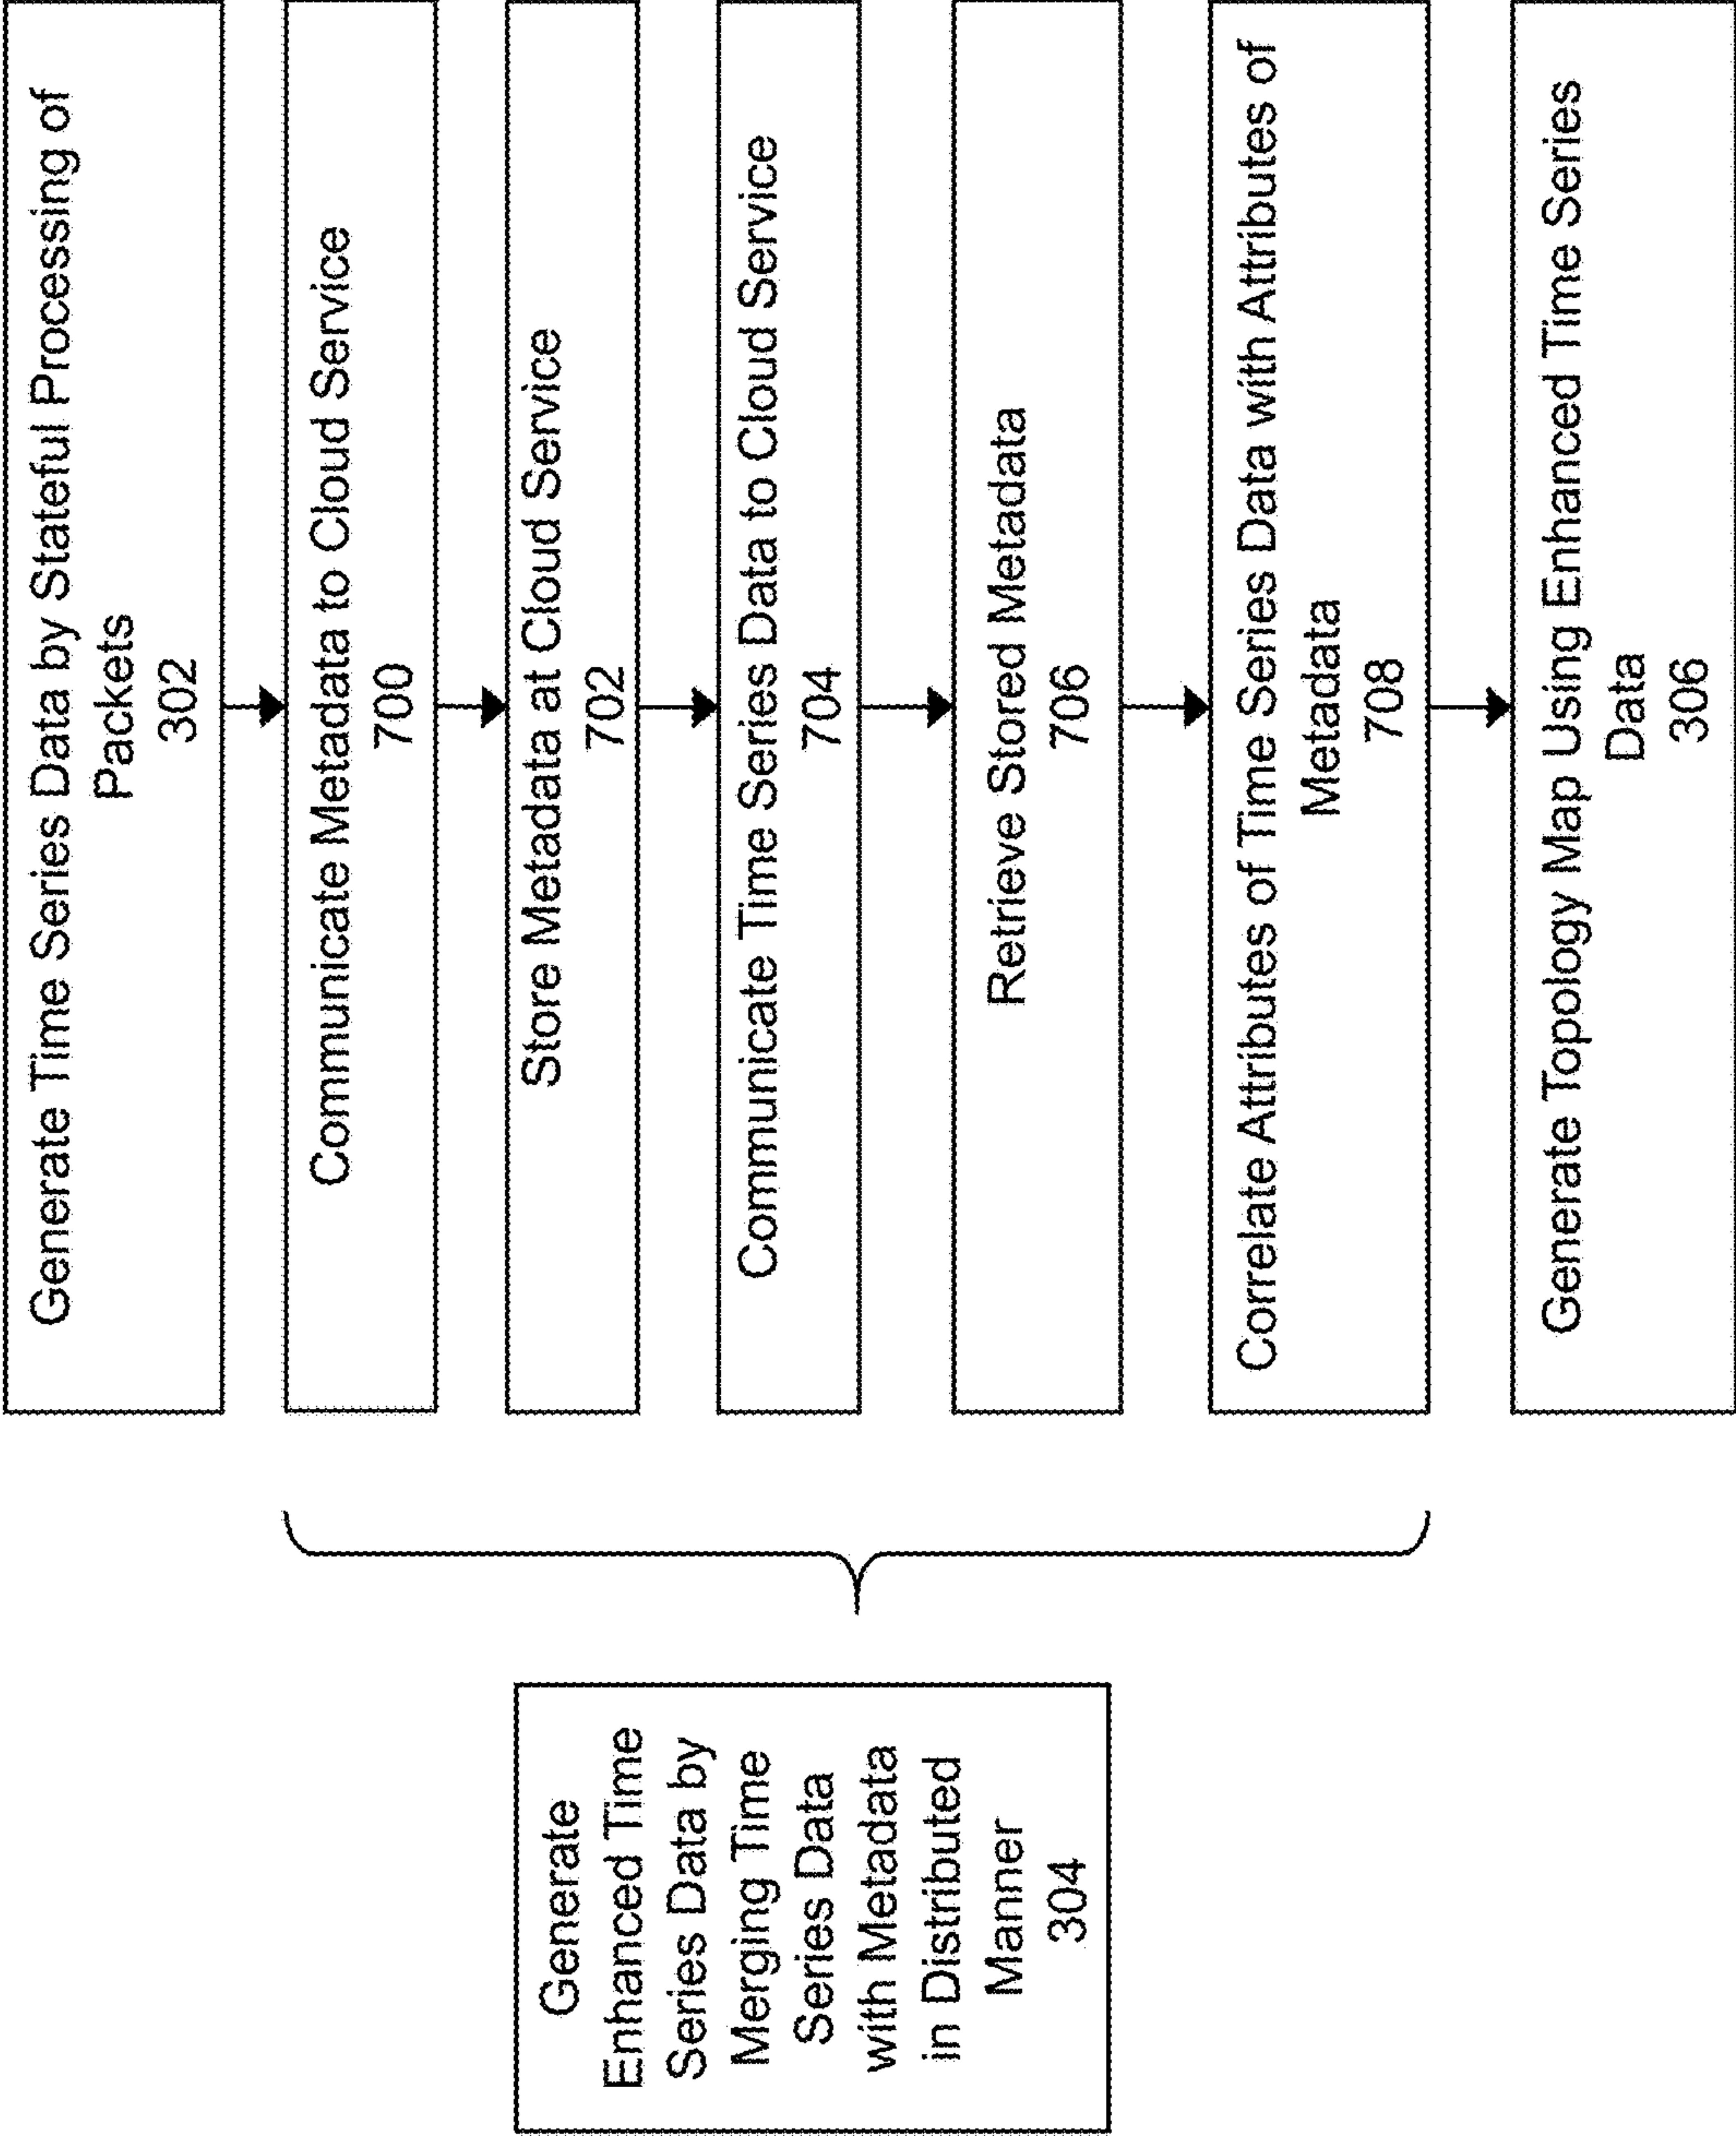 Generate Time Series Data by Stateful Processing of
Packets
302
Communicate Metadata to Cloud Service
700
Store Metadata at Cloud Service
702
Communicate Time Series Data to Cloud Service
704
Retrieve Stored Metadata
706
Correlate Attributes of Time Series Data with Attributes of
Metadata
708
Generate Topology Map Using Enhanced Time Series
Data
306
Generate
Enhanced Time
Series Data by
Merging Time
Series Data
with Metadata
in Distributed
Manner
304